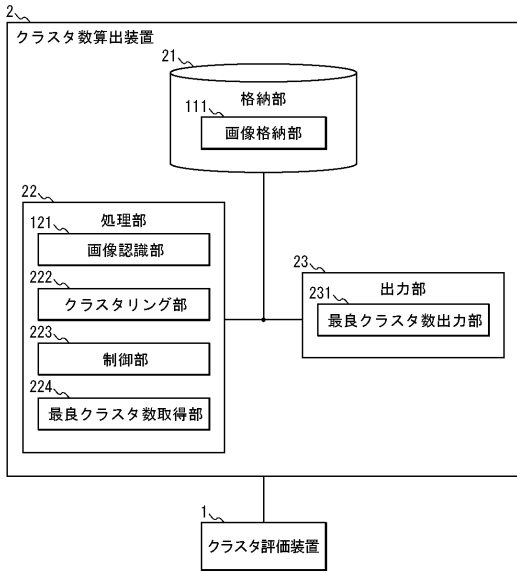 2
クラスタ数算出装置
21
格納部
111
画像格納部
22
処理部
121
画像認識部
222
クラスタリング部
223
制御部
224
最良クラスタ数取得部
23
出力部
231
最良クラスタ数出力部
1
クラスタ評価装置